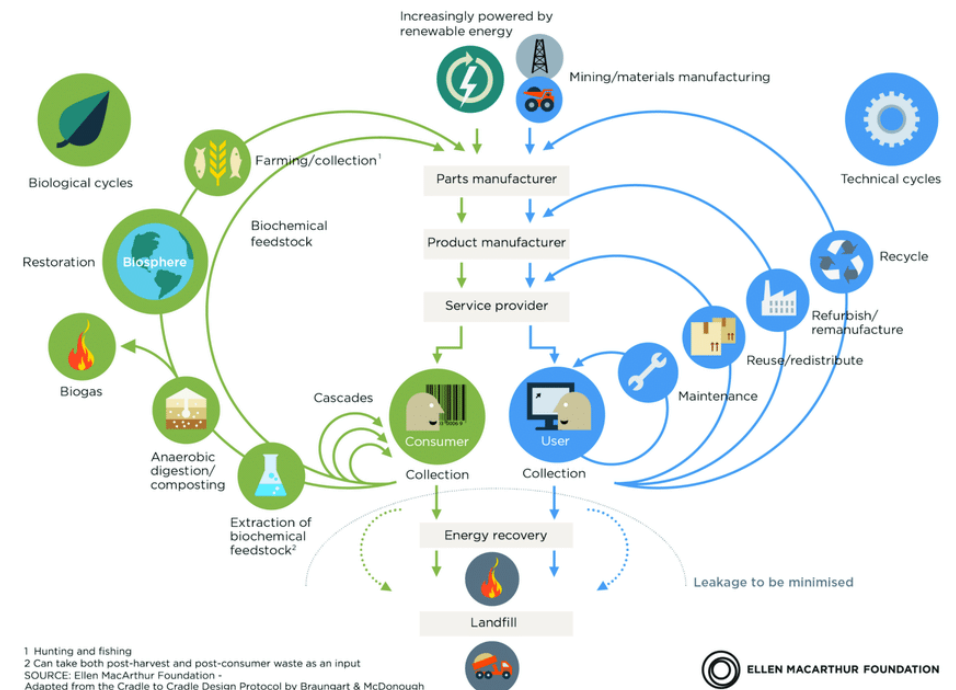 Increasingly powered by
renewable energy
Mining/materials manufacturing
Biological cycles
Technical cycles
Farming/collection1
Parts manufacturer
Biochemical
feedstock
Product manufacturer
Restoration
Biosphere
Recycle
Service provider
Refurbish/
remanufacture
Biogas
Reuse/redistribute
Maintenance
Cascades
Consumer
User
Collection
Collection
Anaerobic
digestion/
composting
Extraction of
biochemical
feedstock2
Energy recovery
Leakage to be minimised
Landfill
1 Hunting and fishing
2 Can take both post-harvest and post-consumer waste as an input
SOURCE: Ellen MacArthur Foundation -
Adapted from the Cradle to Cradle Design Protocol by Braungart & McDonough
ELLEN MACARTHUR FOUNDATION